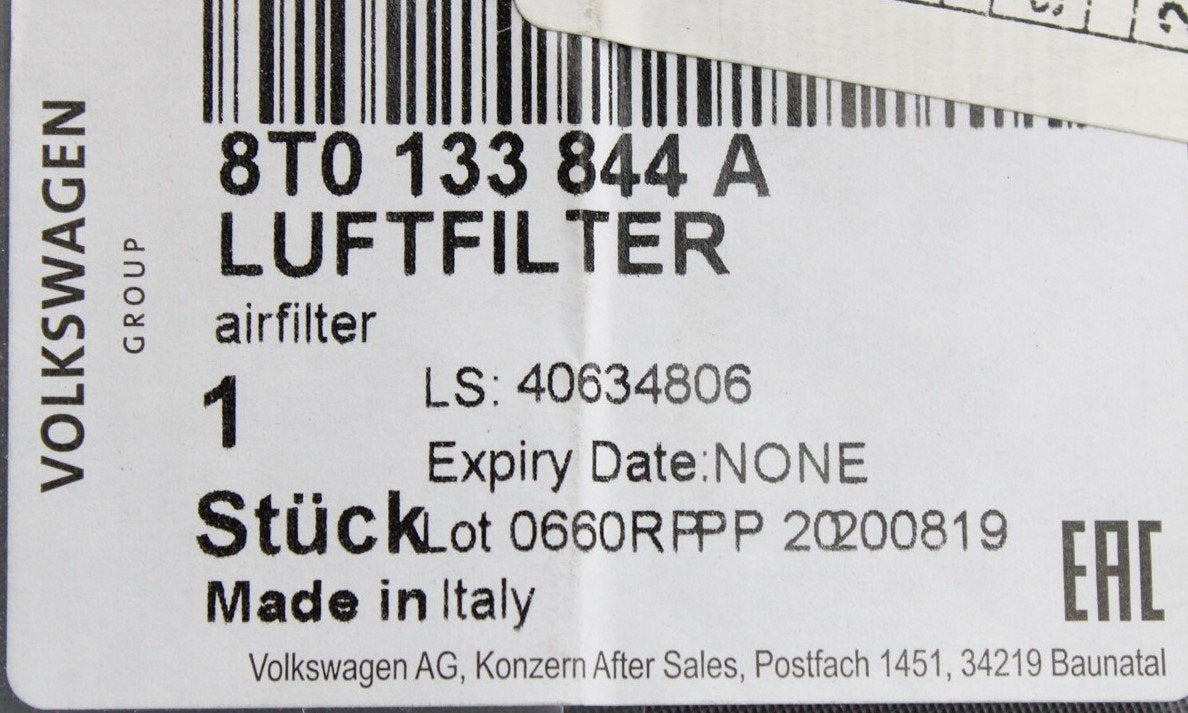 VOLKSWAGEN
GROUP
8T0 133 844 A
LUFTFILTER
airfilter
1
LS: 40634806
Expiry Date:NONE
Stück
Lot 0660RPPP 20200819
Made in Italy
EAC
Volkswagen AG, Konzern After Sales, Postfach 1451, 34219 Baunatal